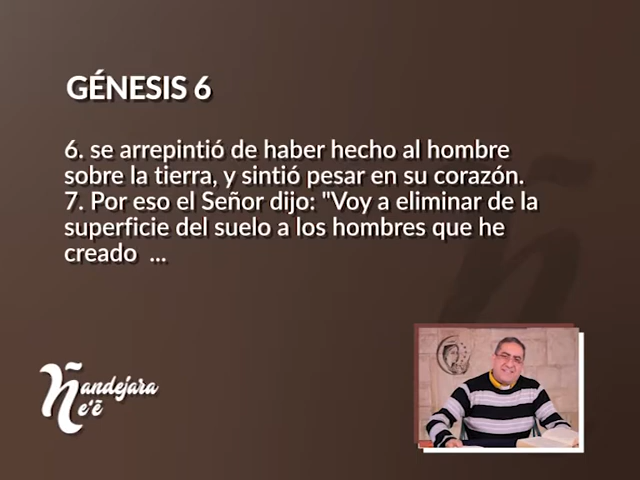 GÉNESIS 6
6. se arrepintió de haber hecho al hombre
sobre la tierra, y sintió pesar en su corazón.
7. Por eso el Señor dijo: "Voy a eliminar de la
superficie del suelo a los hombres que he
creado ...
Ñandejara
Ñe'ẽ